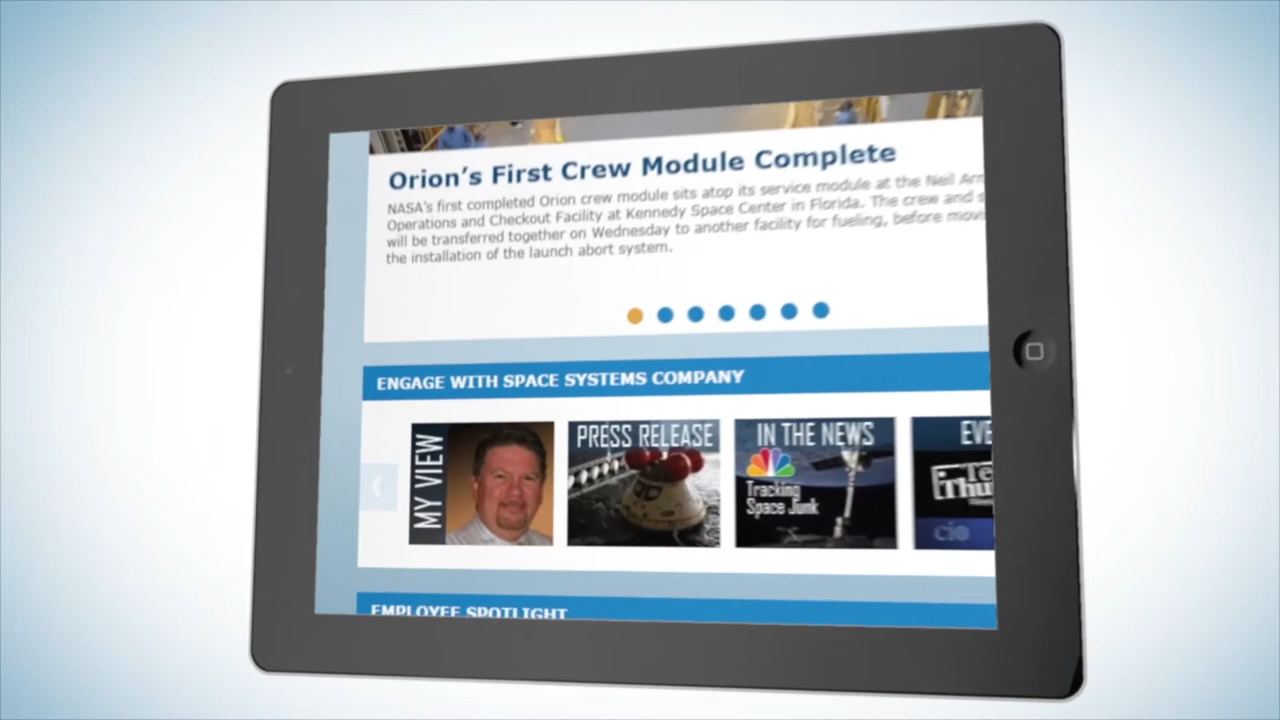 Orion's First Crew Module Complete
NASA's first completed Orion crew module sits atop its service module at the Neil
Operations and Checkout Facility at Kennedy Space Center in Florida. The crew and
will be transferred together on Wednesday to another facility for fueling, before
the installation of the launch abort system.
ENGAGE WITH SPACE SYSTEMS COMPANY
MY VIEW
PRESS RELEASE
IN THE NEWS
Tracking
Space Junk
cio
EMPLOYEE SPOTLIGHT